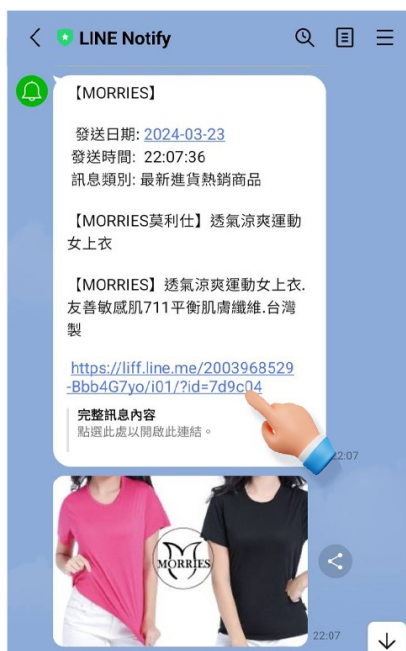 LINE Notify
【MORRIES】
發送日期: 2024-03-23
發送時間: 22:07:36
訊息類別: 最新進貨熱銷商品
【MORRIES莫利仕】透氣涼爽運動
女上衣
【MORRIES】透氣涼爽運動女上衣.
友善敏感肌711平衡肌膚纖維.台灣
製
https://liff.line.me/2003968529
-Bbb4G7yo/i01/?id=7d9c04
完整訊息內容
點選此處以開啟此連結。
22:07
MORRIES
22:07